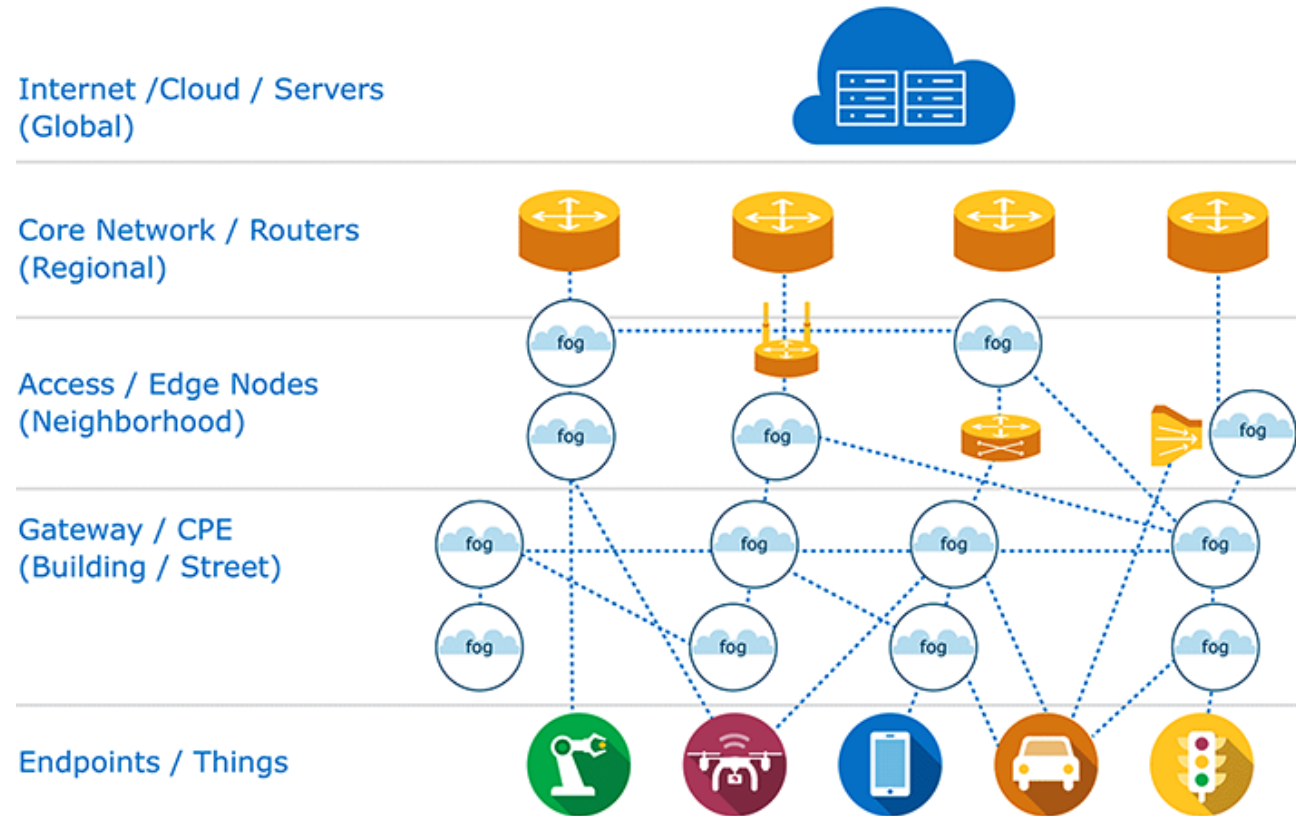 Internet /Cloud / Servers
(Global)
Core Network / Routers
(Regional)
fog
fog
Access / Edge Nodes
(Neighborhood)
fog
fog
fog
Gateway / CPE
(Building / Street)
fog
fog
fog
fog
fog
fog
fog
fog
Endpoints / Things